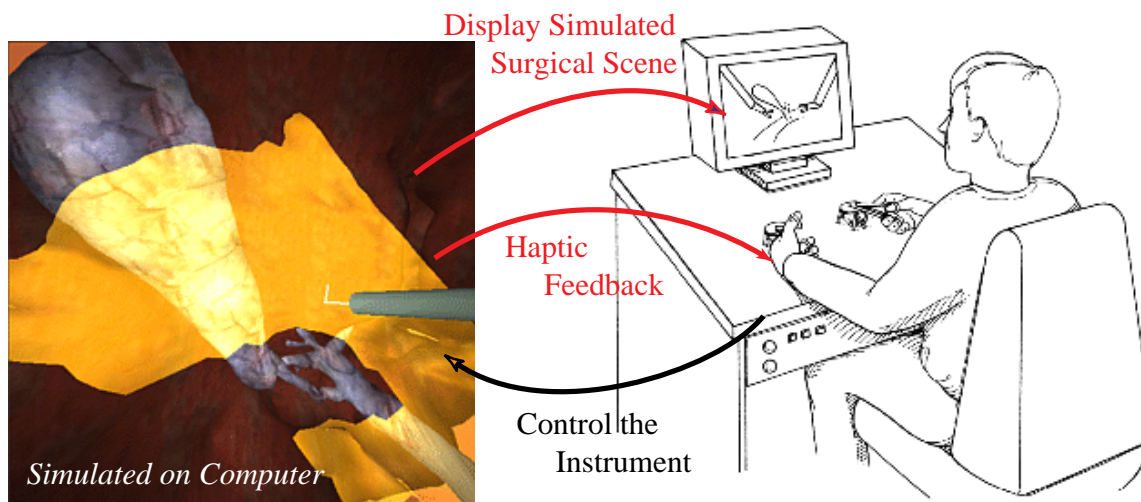 Display Simulated
Surgical Scene
Haptic
Feedback
Control the
Instrument
Simulated on Computer